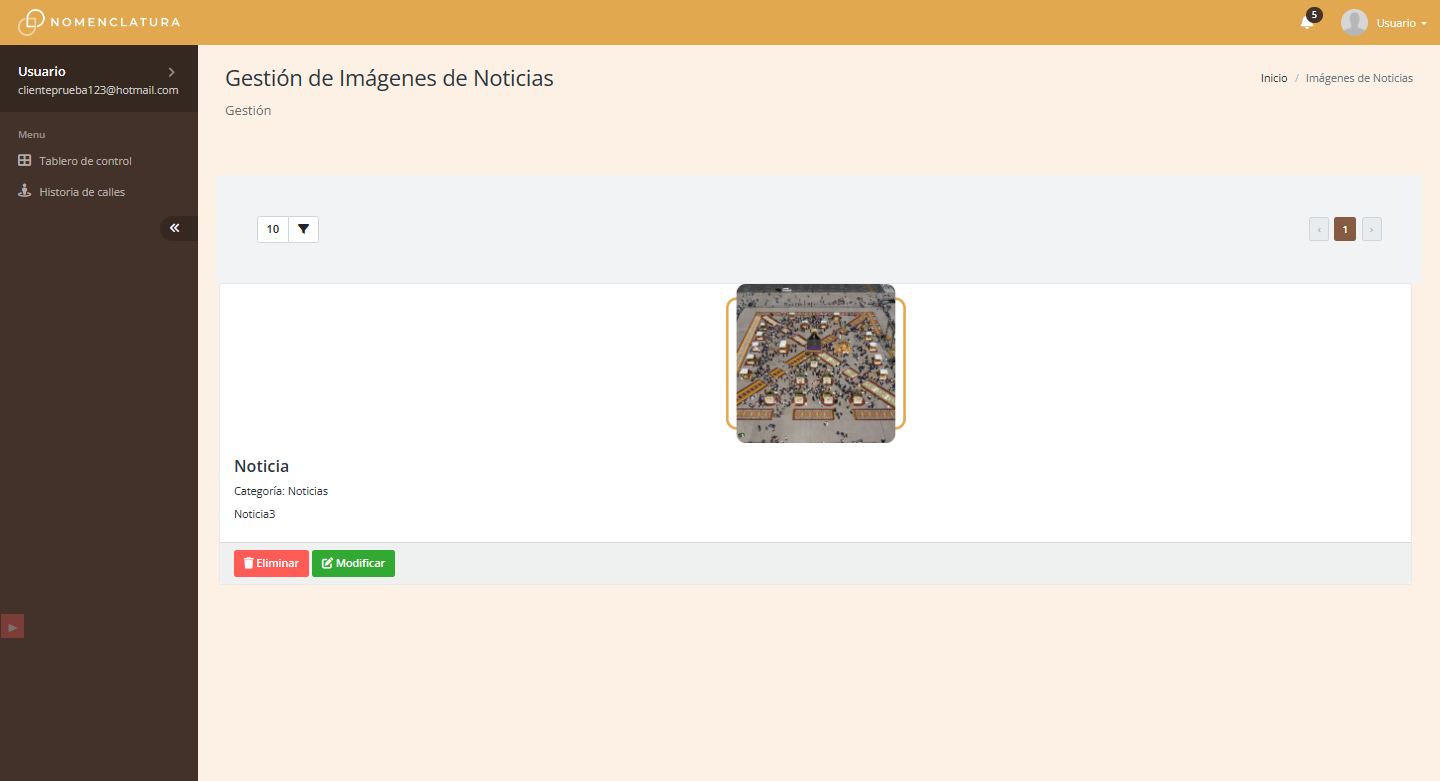 NOMENCLATURA
5
Usuario
Usuario
clienteprueba123@hotmail.com
Menu
Tablero de control
Historia de calles
Gestión de Imágenes de Noticias
Inicio / Imágenes de Noticias
Gestión
10
‹ 1 ›
Noticia
Categoría: Noticias
Noticia3
Eliminar Modificar